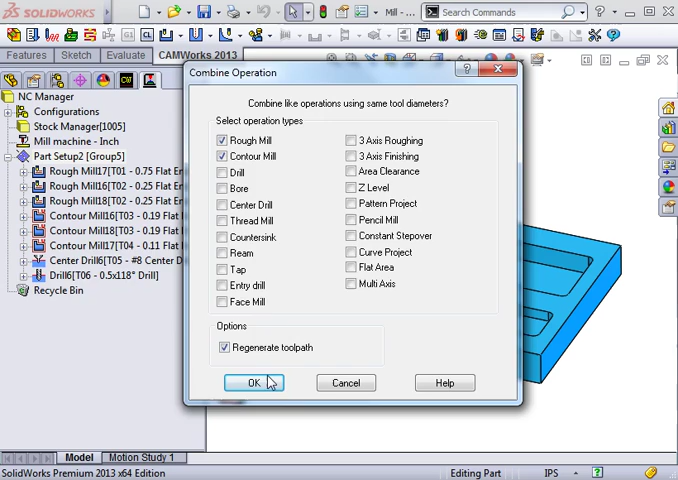 SOLIDWORKS
Mill -
Search Commands
Features
Sketch
Evaluate
CAMWorks 2013
NC Manager
Configurations
Stock Manager[1005]
Mill machine - Inch
Part Setup2 [Group5]
Rough Mill17[T01 - 0.75 Flat En
Rough Mill16[T02 - 0.25 Flat En
Rough Mill18[T02 - 0.25 Flat En
Contour Mill16[T03 - 0.19 Flat
Contour Mill18[T03 - 0.19 Flat
Contour Mill17[T04 - 0.11 Flat
Center Drill6[T05 - #8 Center D
Drill6[T06 - 0.5x118° Drill]
Recycle Bin
Combine Operation
Combine like operations using same tool diameters?
Select operation types
Rough Mill
Contour Mill
Drill
Bore
Center Drill
Thread Mill
Countersink
Ream
Tap
Entry drill
Face Mill
3 Axis Roughing
3 Axis Finishing
Area Clearance
Z Level
Pattern Project
Pencil Mill
Constant Stepover
Curve Project
Flat Area
Multi Axis
Options
Regenerate toolpath
OK
Cancel
Help
Model
Motion Study 1
SolidWorks Premium 2013 x64 Edition
Editing Part
IPS